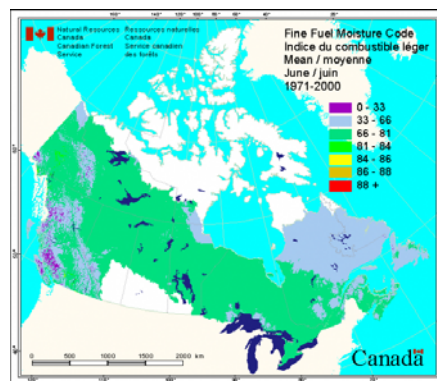 Natural Resources Canada
Canadian Forest Service
Ressources naturelles Canada
Service canadien des forêts
Fine Fuel Moisture Code
Indice du combustible léger
Mean / moyenne
June / juin
1971-2000
0 - 33
33 - 66
66 - 81
81 - 84
84 - 86
86 - 88
88 +
0 500 1000 1500 2000 km
Canada